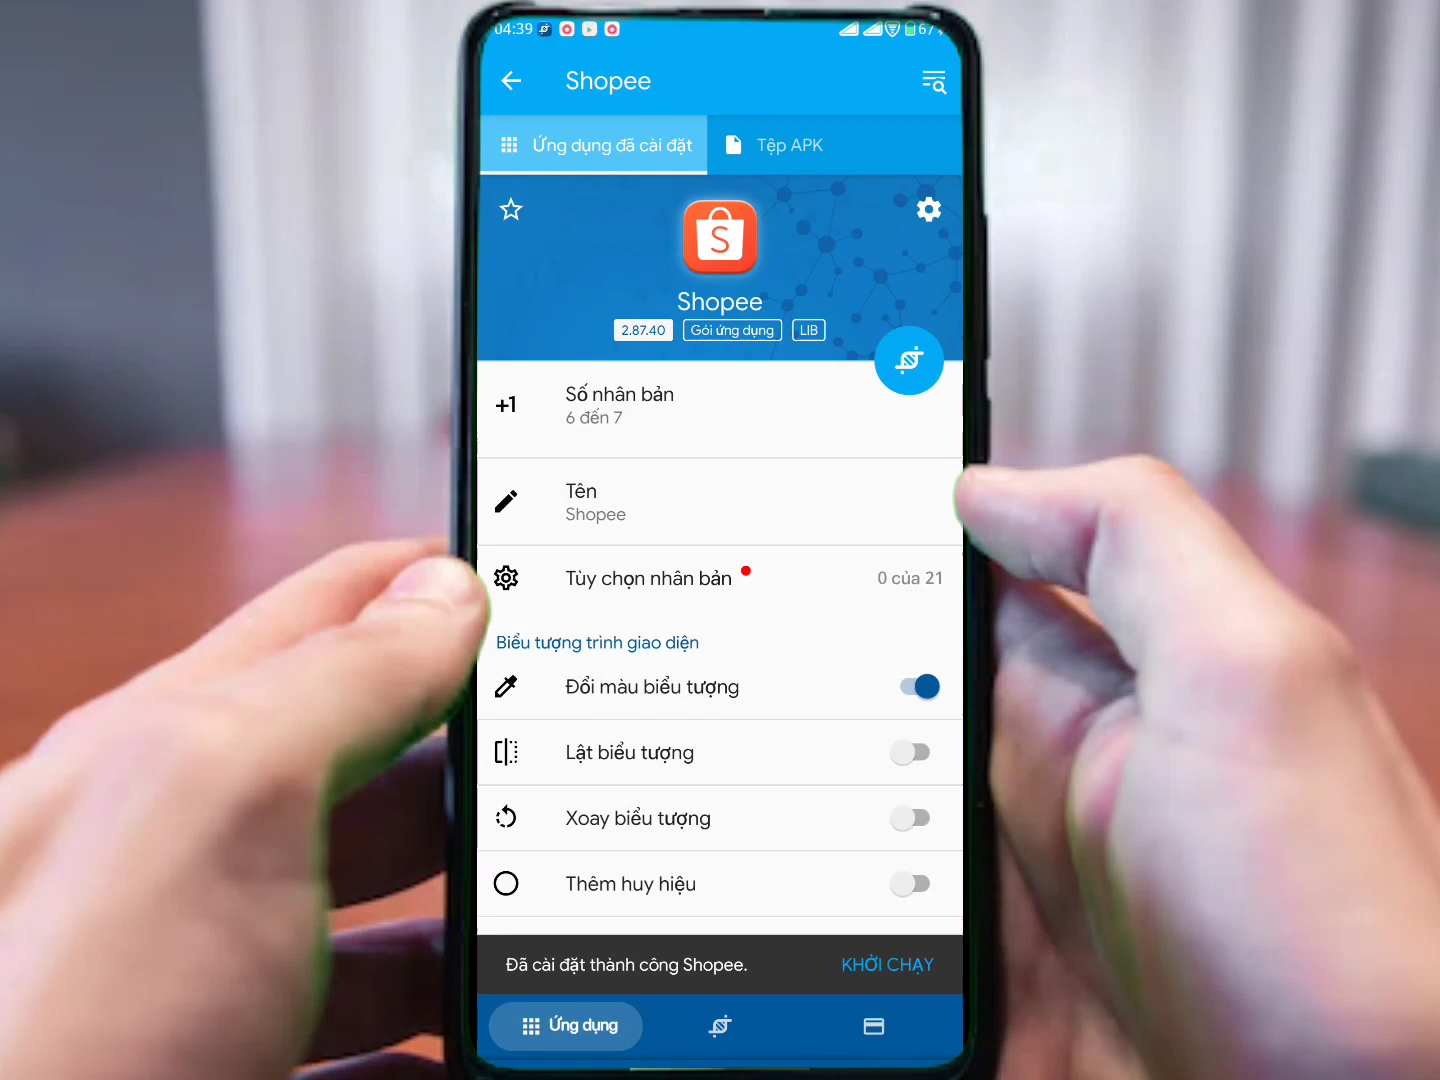 04:39
67
Shopee
Ứng dụng đã cài đặt
Tệp APK
S
Shopee
2.87.40
Gói ứng dụng
LIB
+1
Số nhân bản
6 đến 7
Tên
Shopee
Tùy chọn nhân bản
0 của 21
Biểu tượng trình giao diện
Đổi màu biểu tượng
Lật biểu tượng
Xoay biểu tượng
Thêm huy hiệu
Đã cài đặt thành công Shopee.
KHỞI CHẠY
Ứng dụng